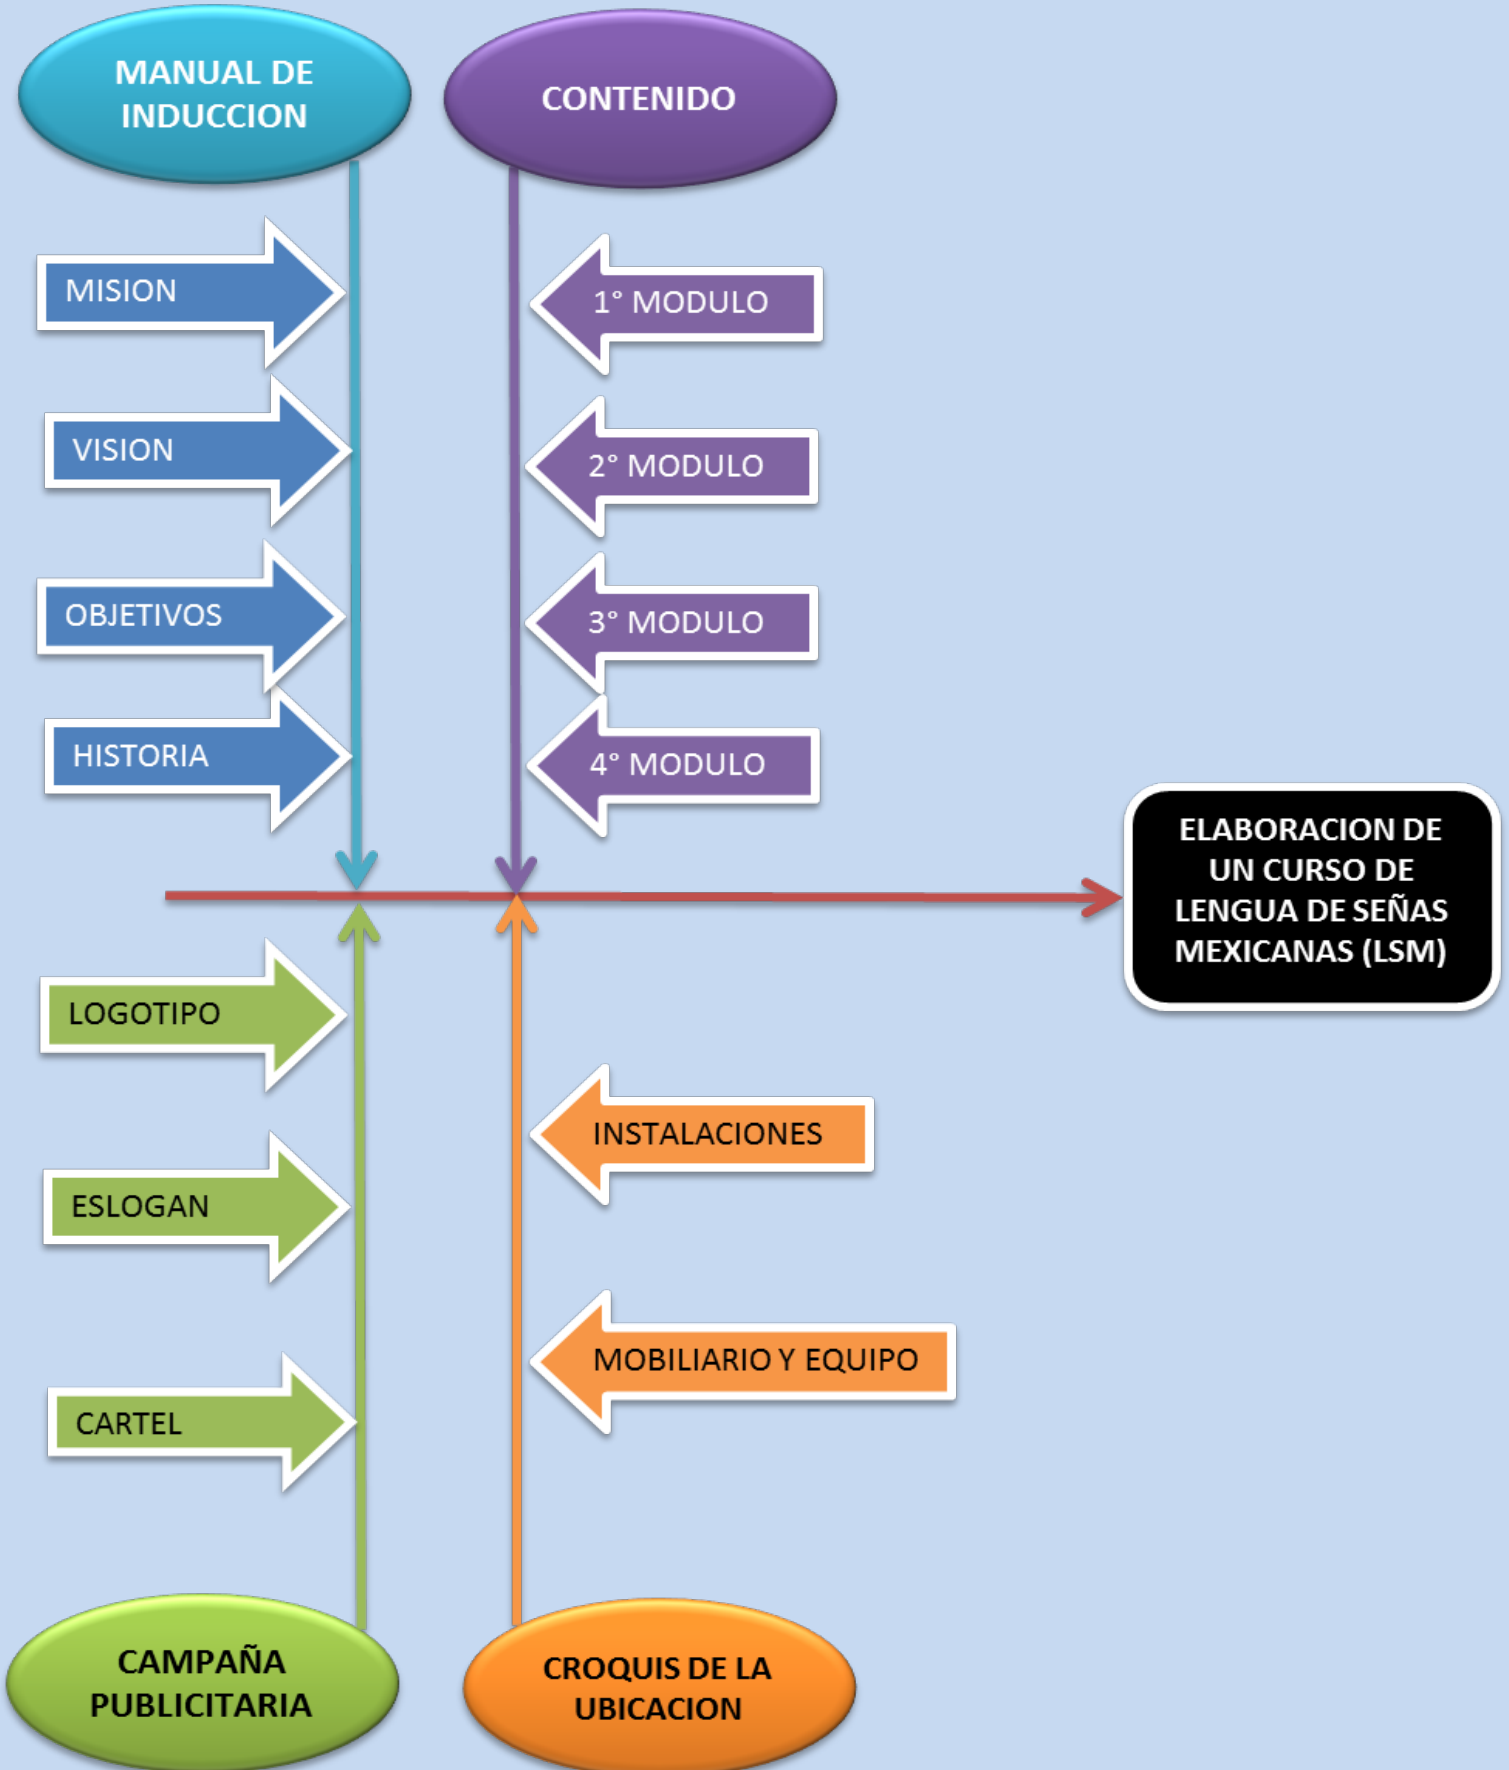 MANUAL DE
INDUCCION
CONTENIDO
MISION
1° MODULO
VISION
2° MODULO
OBJETIVOS
3° MODULO
HISTORIA
4° MODULO
ELABORACION DE
UN CURSO DE
LENGUA DE SEÑAS
MEXICANAS (LSM)
LOGOTIPO
INSTALACIONES
ESLOGAN
MOBILIARIO Y EQUIPO
CARTEL
CAMPAÑA
PUBLICITARIA
CROQUIS DE LA
UBICACION